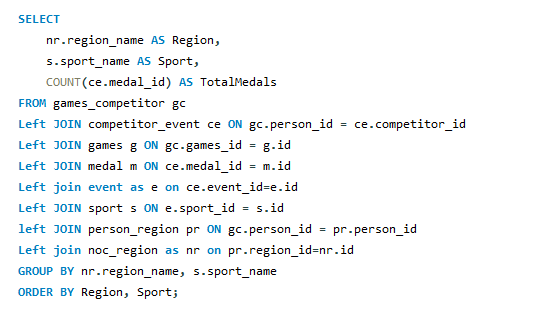 SELECT
nr.region_name AS Region,
s.sport_name AS Sport,
COUNT(ce.medal_id) AS TotalMedals
FROM games_competitor gc
Left JOIN competitor_event ce ON gc.person_id = ce.competitor_id
Left JOIN games g ON gc.games_id = g.id
Left JOIN medal m ON ce.medal_id = m.id
Left join event as e on ce.event_id=e.id
Left JOIN sport s ON e.sport_id = s.id
left JOIN person_region pr ON gc.person_id = pr.person_id
Left join noc_region as nr on pr.region_id=nr.id
GROUP BY nr.region_name, s.sport_name
ORDER BY Region, Sport;